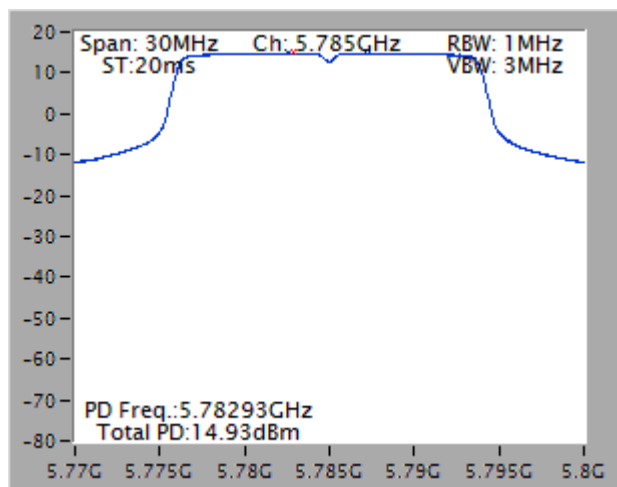 Span: 30MHz Ch: 5.785GHz RBW: 1MHz
ST:20ms VBW: 3MHz
20
10
0
-10
-20
-30
-40
-50
-60
-70
-80
PD Freq.:5.78293GHz
Total PD:14.93dBm
5.77G 5.775G 5.78G 5.785G 5.79G 5.795G 5.8G